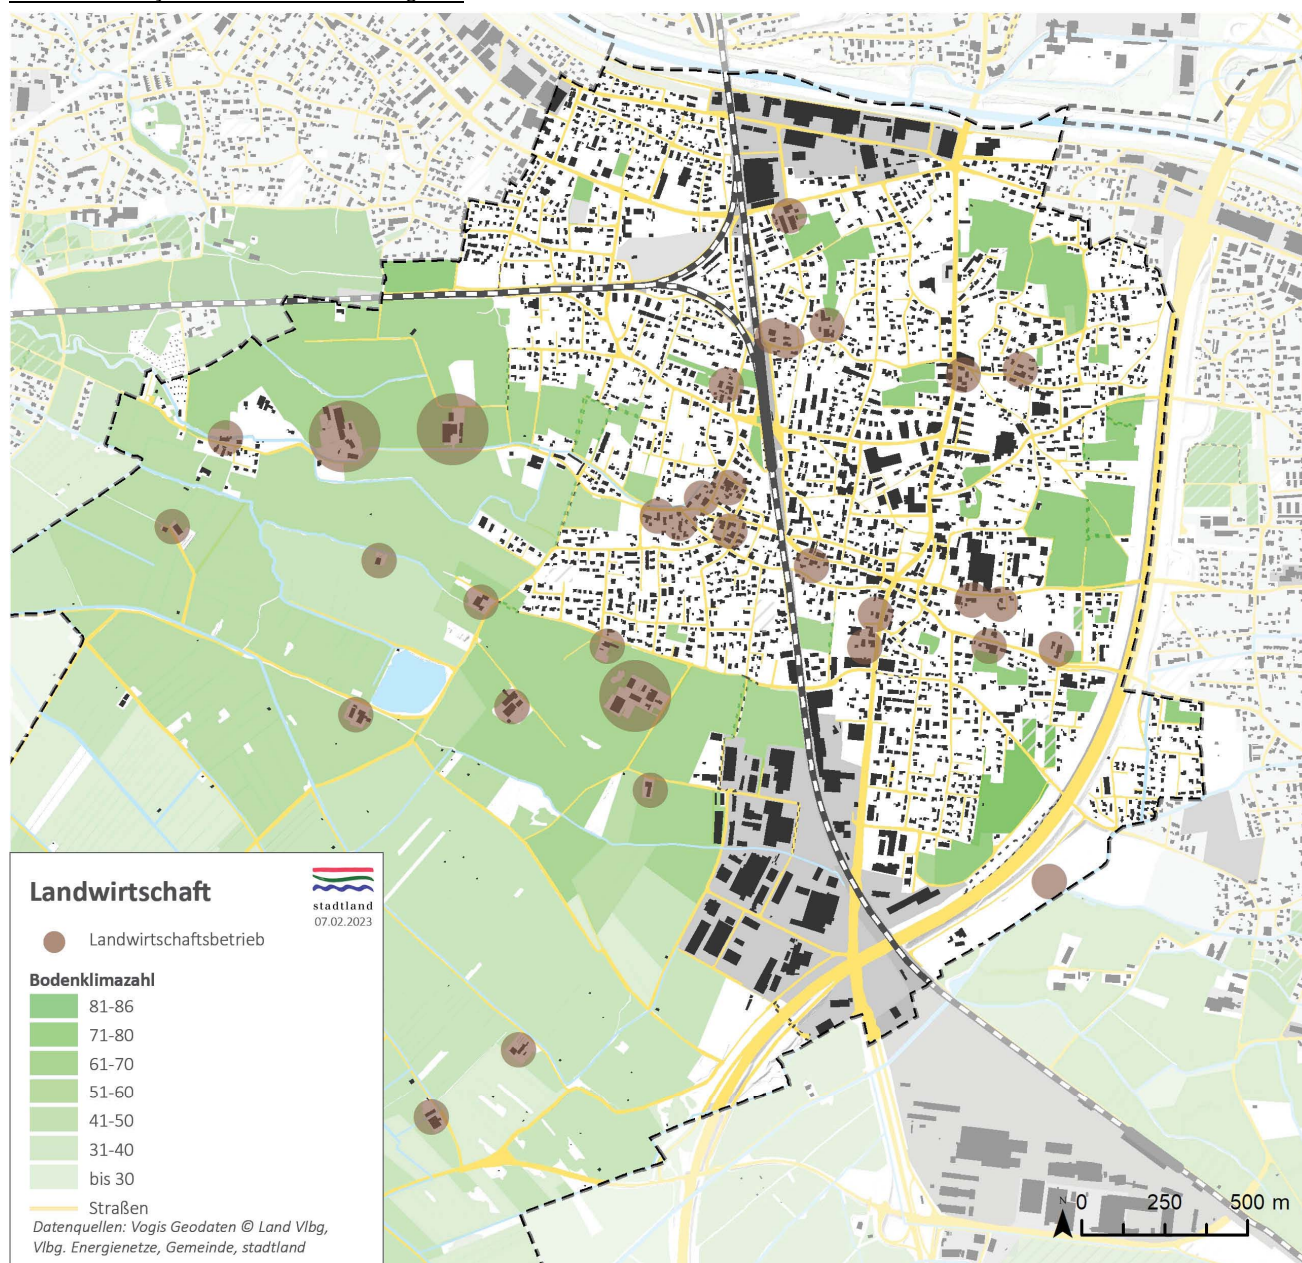 Landwirtschaft
stadtland
07.02.2023
Landwirtschaftsbetrieb
Bodenklimazahl
81-86
71-80
61-70
51-60
41-50
31-40
bis 30
Straßen
Datenquellen: Vogis Geodaten © Land Vlbg,
Vlbg. Energienetze, Gemeinde, stadtland
N
0 250 500 m